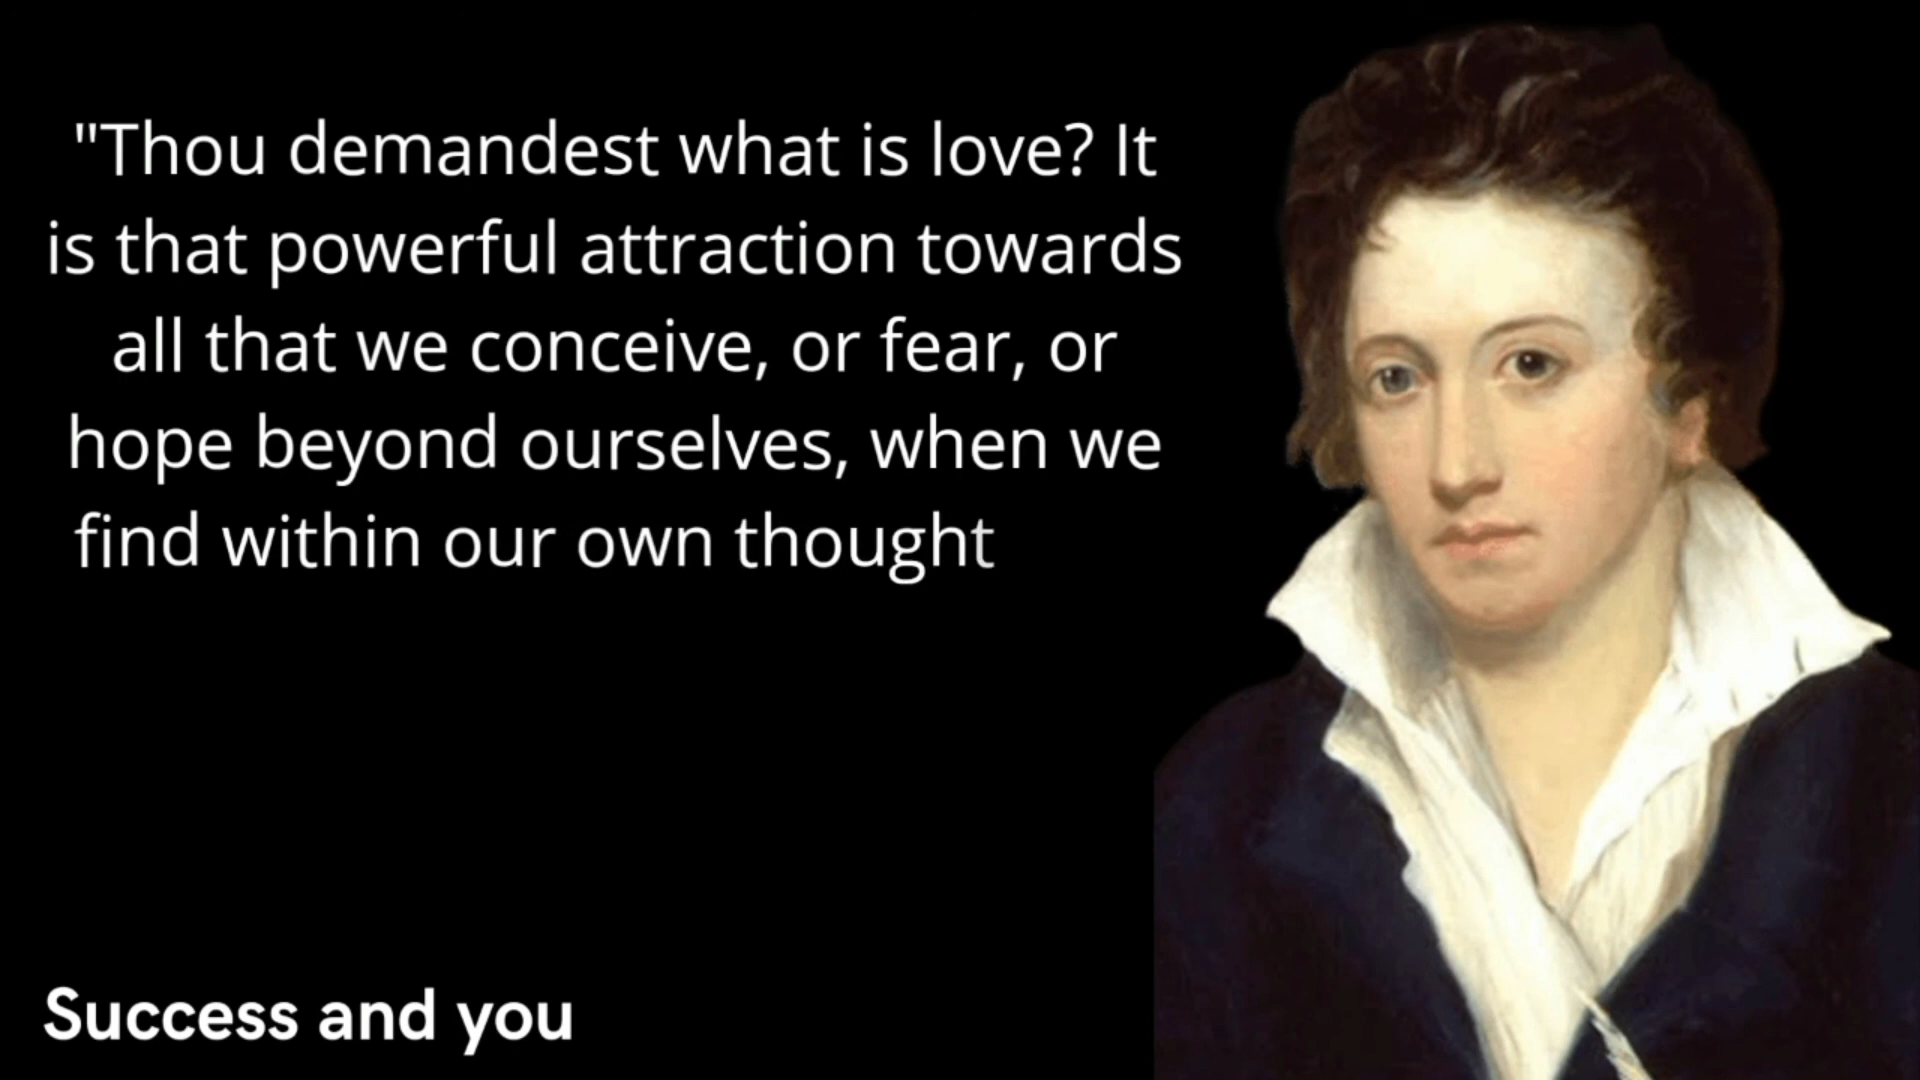 "Thou demandest what is love? It
is that powerful attraction towards
all that we conceive, or fear, or
hope beyond ourselves, when we
find within our own thought
Success and you